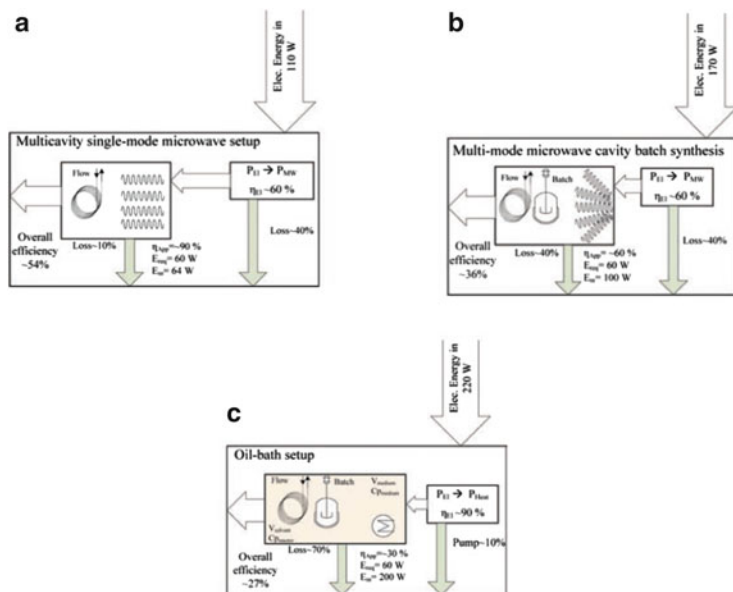 a
Elec. Energy in
110 W
Multicavity single-mode microwave setup
Flow
P_El → P_MW
η_El ~60 %
Overall
efficiency
~54%
Loss~10%
η_App=~90 %
E_req= 60 W
E_in= 64 W
Loss~40%
b
Elec. Energy in
170 W
Multi-mode microwave cavity batch synthesis
Flow
Batch
P_El → P_MW
η_El ~60 %
Overall
efficiency
~36%
Loss~40%
η_App= ~60 %
E_req= 60 W
E_in= 100 W
Loss~40%
c
Elec. Energy in
220 W
Oil-bath setup
Flow
Batch
V_medium
Cp_medium
V_solvent
P_El → P_Heat
η_El ~90 %
Overall
efficiency
~27%
Loss~70%
η_App=~30 %
E_req= 60 W
E_in= 200 W
Pump~10%